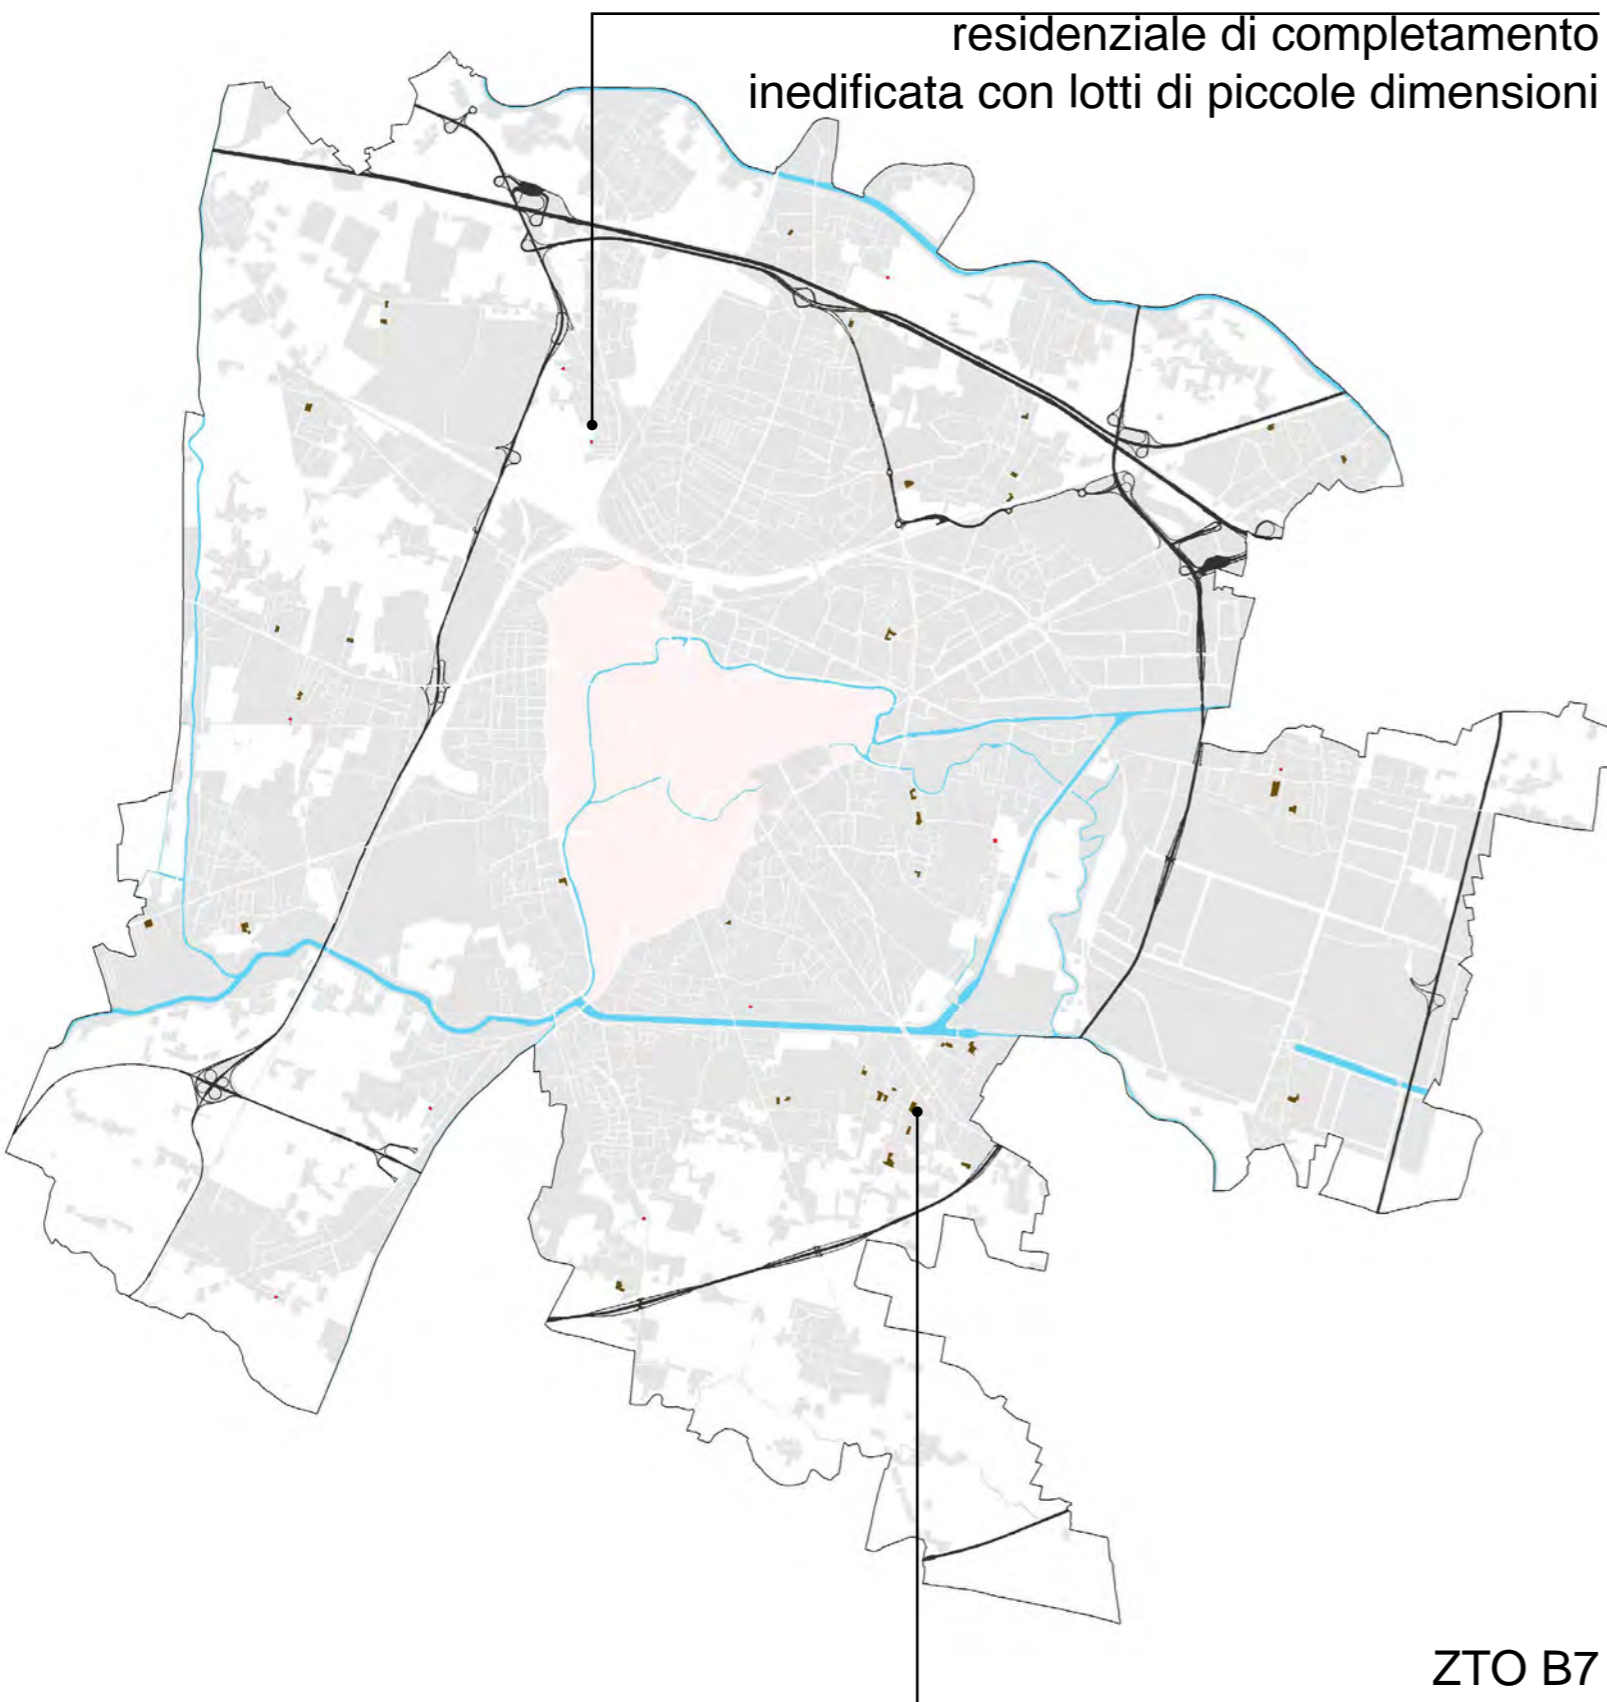 residenziale di completamento
inedificata con lotti di piccole dimensioni
ZTO B7